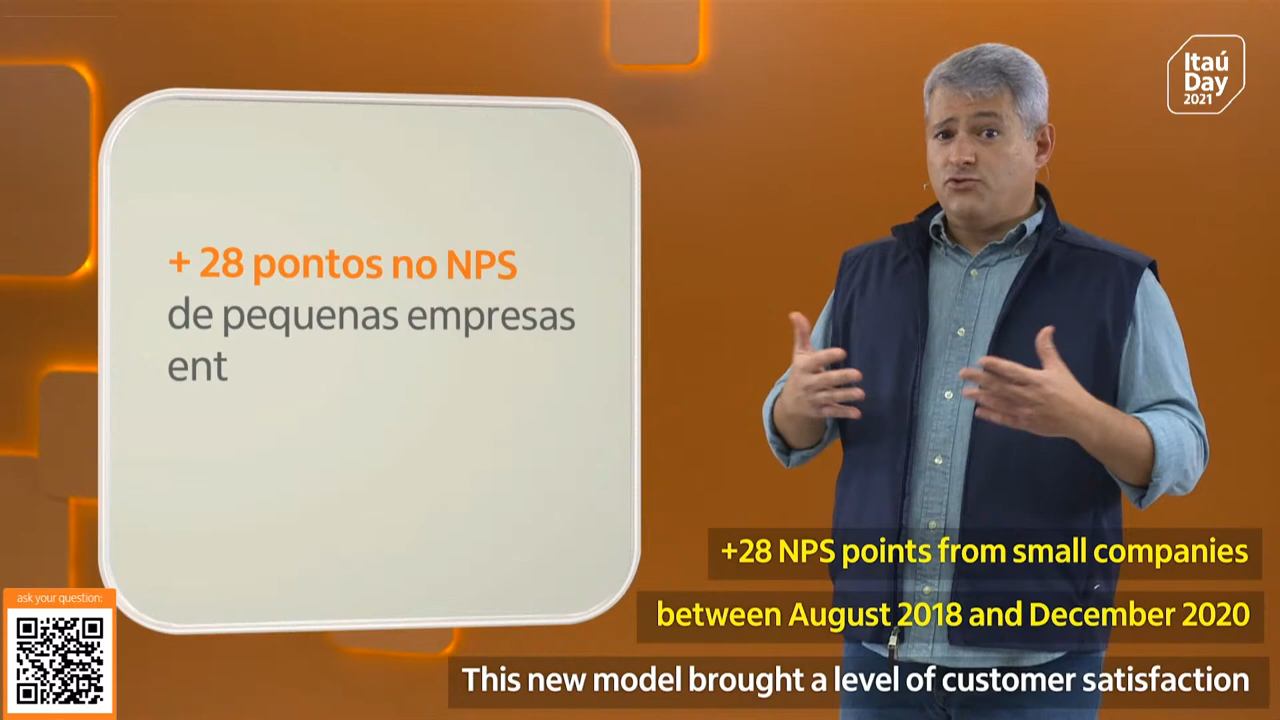 Itaú
Day
2021
+ 28 pontos no NPS
de pequenas empresas
ent
+28 NPS points from small companies
between August 2018 and December 2020
This new model brought a level of customer satisfaction
ask your question: